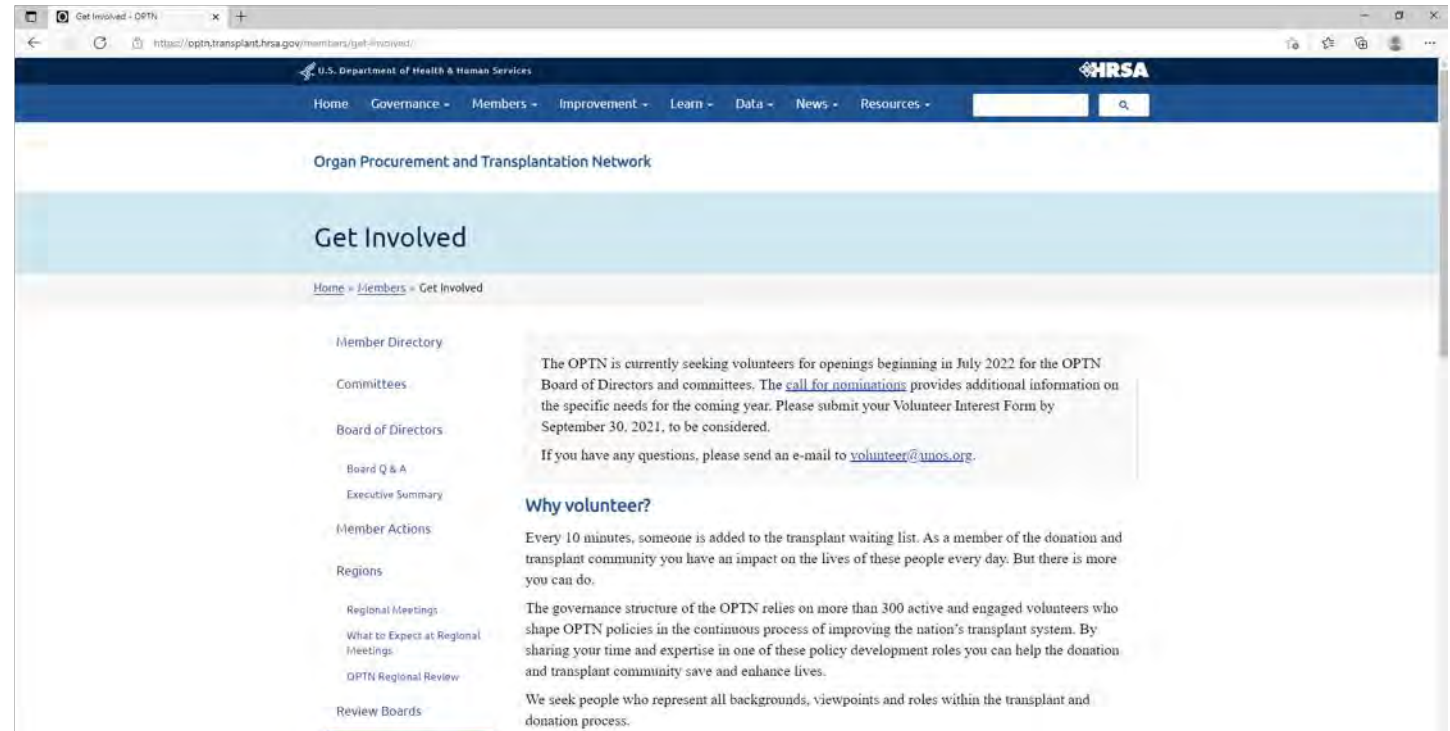 Get Involved - OPTN
https://optn.transplant.hrsa.gov/members/get-involved/
U.S. Department of Health & Human Services
HRSA
Home Governance Members Improvement Learn Data News Resources
Organ Procurement and Transplantation Network
Get Involved
Home » Members » Get Involved
Member Directory
Committees
Board of Directors
Board Q & A
Executive Summary
Member Actions
Regions
Regional Meetings
What to Expect at Regional
Meetings
OPTN Regional Review
Review Boards
The OPTN is currently seeking volunteers for openings beginning in July 2022 for the OPTN
Board of Directors and committees. The call for nominations provides additional information on
the specific needs for the coming year. Please submit your Volunteer Interest Form by
September 30, 2021, to be considered.
If you have any questions, please send an e-mail to volunteer@unos.org.
Why volunteer?
Every 10 minutes, someone is added to the transplant waiting list. As a member of the donation and
transplant community you have an impact on the lives of these people every day. But there is more
you can do.
The governance structure of the OPTN relies on more than 300 active and engaged volunteers who
shape OPTN policies in the continuous process of improving the nation's transplant system. By
sharing your time and expertise in one of these policy development roles you can help the donation
and transplant community save and enhance lives.
We seek people who represent all backgrounds, viewpoints and roles within the transplant and
donation process.